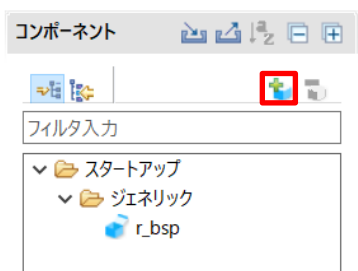 コンポーネント
フィルタ入力
スタートアップ
ジェネリック
r_bsp